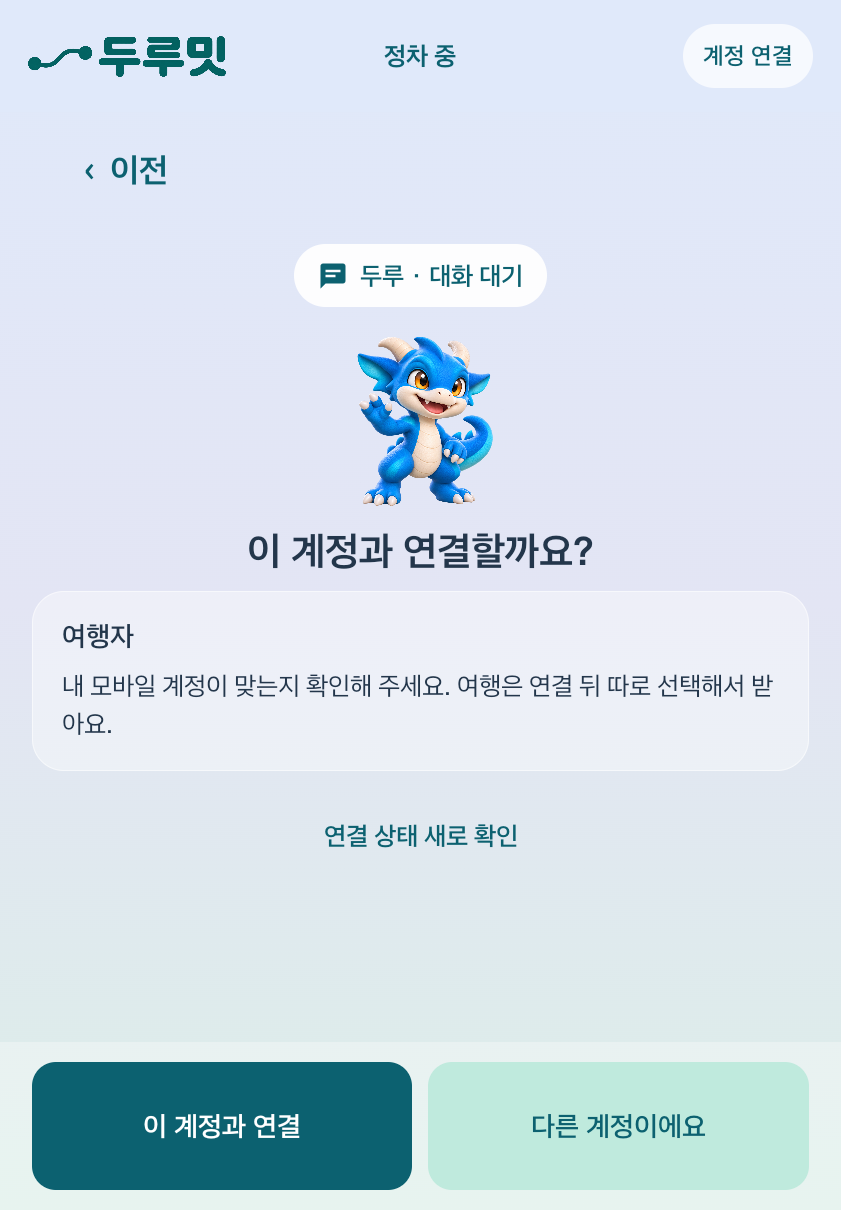 두루밋
정차 중
계정 연결
‹ 이전
두루 · 대화 대기
이 계정과 연결할까요?
여행자
내 모바일 계정이 맞는지 확인해 주세요. 여행은 연결 뒤 따로 선택해서 받
아요.
연결 상태 새로 확인
이 계정과 연결
다른 계정이에요